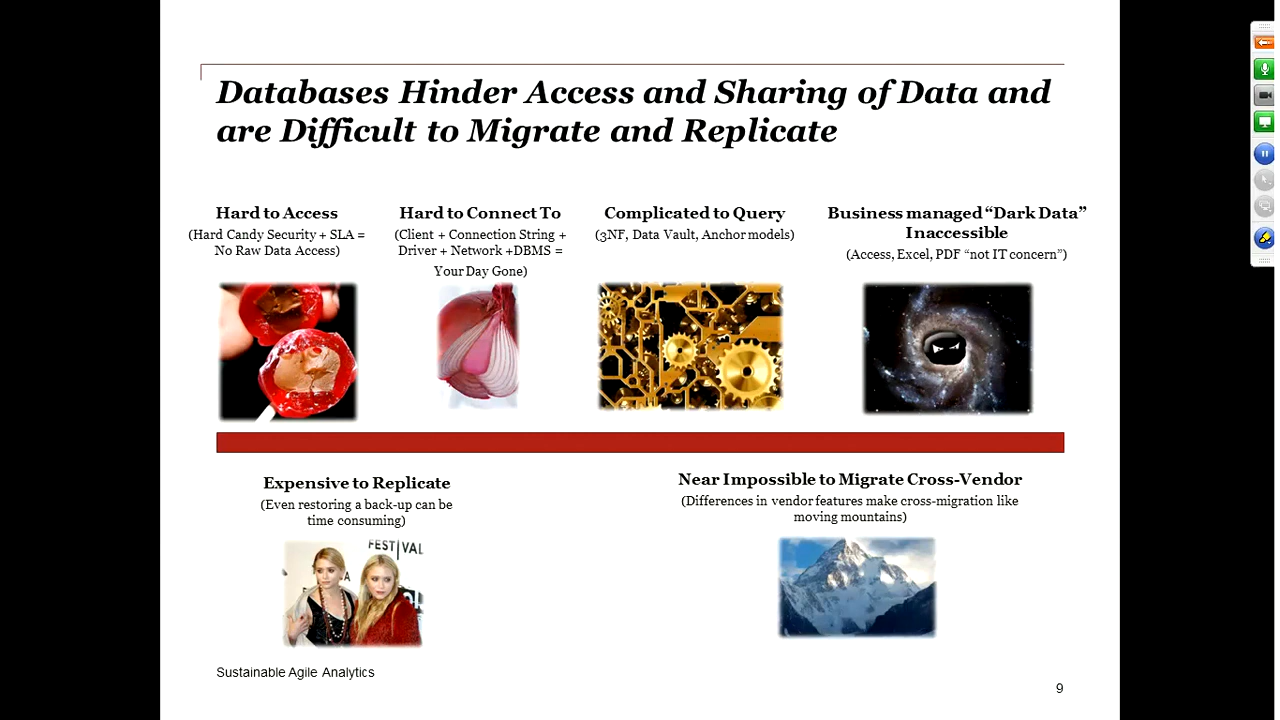 Databases Hinder Access and Sharing of Data and
are Difficult to Migrate and Replicate
Hard to Access
(Hard Candy Security + SLA =
No Raw Data Access)
Hard to Connect To
(Client + Connection String +
Driver + Network +DBMS =
Your Day Gone)
Complicated to Query
(3NF, Data Vault, Anchor models)
Business managed “Dark Data”
Inaccessible
(Access, Excel, PDF “not IT concern”)
Expensive to Replicate
(Even restoring a back-up can be
time consuming)
FESTIVAL
Near Impossible to Migrate Cross-Vendor
(Differences in vendor features make cross-migration like
moving mountains)
Sustainable Agile Analytics
9